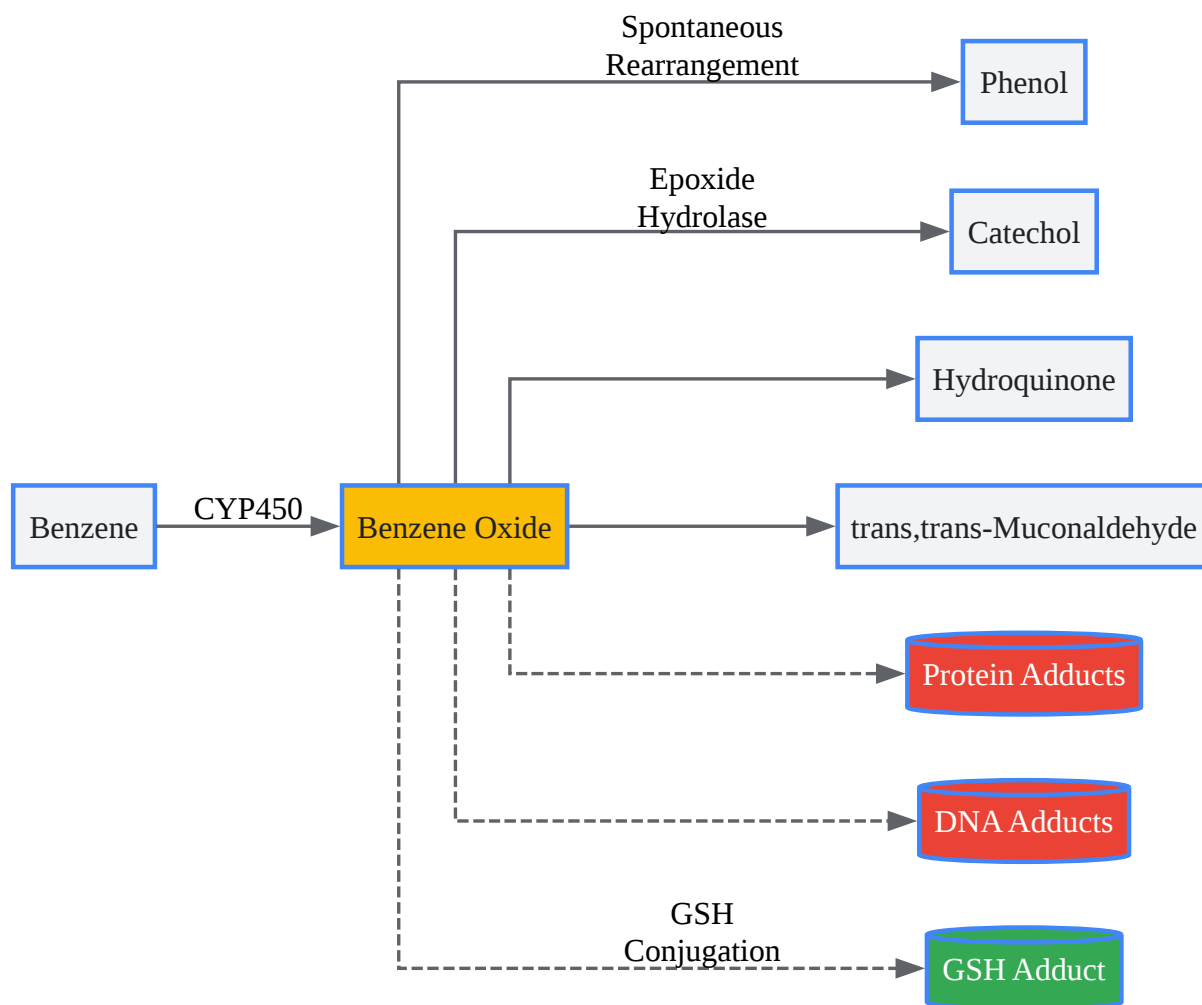 Spontaneous
Rearrangement
Phenol
Epoxide
Hydrolase
Catechol
Hydroquinone
Benzene
CYP450
Benzene Oxide
trans,trans-Muconaldehyde
Protein Adducts
DNA Adducts
GSH
Conjugation
GSH Adduct